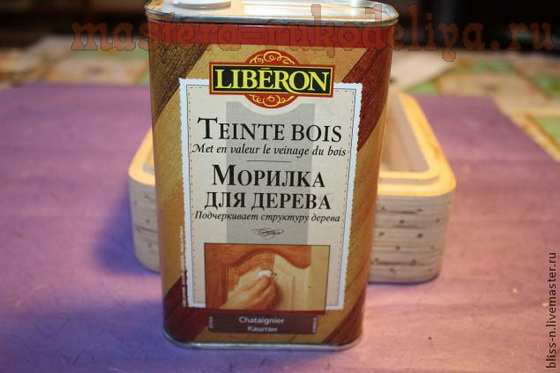 mastera-rukodeliya.ru
LIBÉRON
TEINTE BOIS
Met en valeur le veinage du bois
МОРИЛКА
ДЛЯ ДЕРЕВА
Подчеркивает структуру дерева
Chataignier
Каштан
bliss-n.livemaster.ru